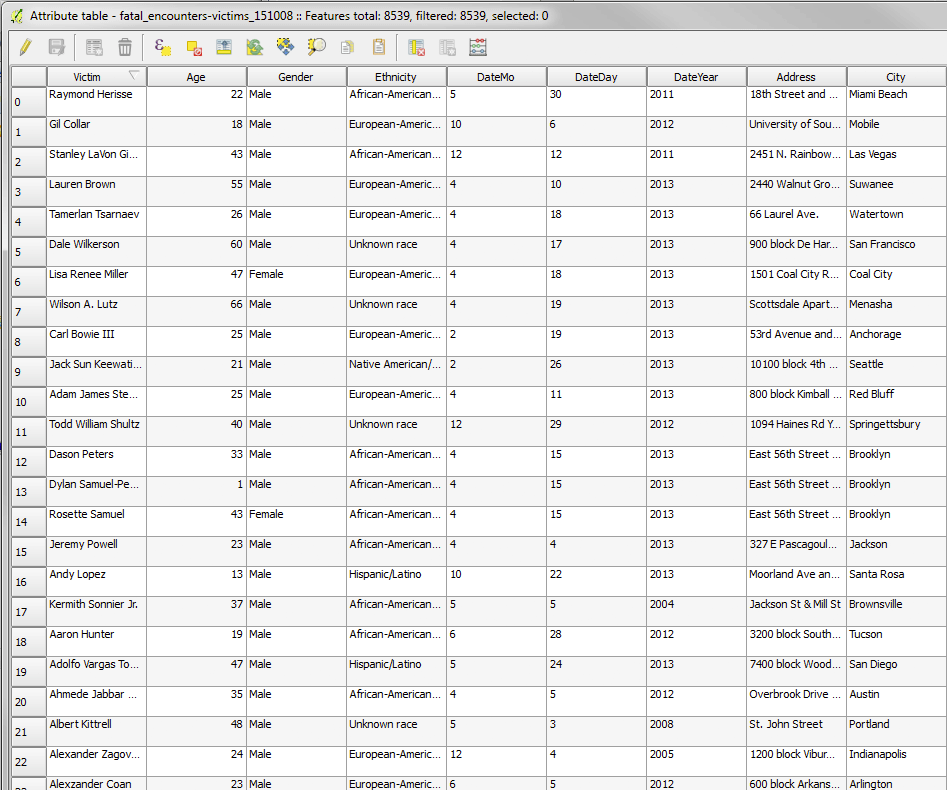 Attribute table - fatal_encounters-victims_151008 :: Features total: 8539, filtered: 8539, selected: 0
Victim Age Gender Ethnicity DateMo DateDay DateYear Address City
0 Raymond Herisse 22 Male African-American... 5 30 2011 18th Street and ... Miami Beach
1 Gil Collar 18 Male European-Americ... 10 6 2012 University of Sou... Mobile
2 Stanley LaVon Gi... 43 Male African-American... 12 12 2011 2451 N. Rainbow... Las Vegas
3 Lauren Brown 55 Male European-Americ... 4 10 2013 2440 Walnut Gro... Suwanee
4 Tamerlan Tsarnaev 26 Male European-Americ... 4 18 2013 66 Laurel Ave. Watertown
5 Dale Wilkerson 60 Male Unknown race 4 17 2013 900 block De Har... San Francisco
6 Lisa Renee Miller 47 Female European-Americ... 4 18 2013 1501 Coal City R... Coal City
7 Wilson A. Lutz 66 Male Unknown race 4 19 2013 Scottsdale Apart... Menasha
8 Carl Bowie III 25 Male European-Americ... 2 19 2013 53rd Avenue and... Anchorage
9 Jack Sun Keewati... 21 Male Native American/... 2 26 2013 10100 block 4th ... Seattle
10 Adam James Ste... 25 Male European-Americ... 4 11 2013 800 block Kimball ... Red Bluff
11 Todd William Shultz 40 Male Unknown race 12 29 2012 1094 Haines Rd Y... Springettsbury
12 Dason Peters 33 Male African-American... 4 15 2013 East 56th Street ... Brooklyn
13 Dylan Samuel-Pe... 1 Male African-American... 4 15 2013 East 56th Street ... Brooklyn
14 Rosette Samuel 43 Female African-American... 4 15 2013 East 56th Street ... Brooklyn
15 Jeremy Powell 23 Male African-American... 4 4 2013 327 E Pascagoul... Jackson
16 Andy Lopez 13 Male Hispanic/Latino 10 22 2013 Moorland Ave an... Santa Rosa
17 Kermith Sonnier Jr. 37 Male African-American... 5 5 2004 Jackson St & Mill St Brownsville
18 Aaron Hunter 19 Male African-American... 6 28 2012 3200 block South... Tucson
19 Adolfo Vargas To... 47 Male Hispanic/Latino 5 24 2013 7400 block Wood... San Diego
20 Ahmede Jabbar ... 35 Male African-American... 4 5 2012 Overbrook Drive ... Austin
21 Albert Kittrell 48 Male Unknown race 5 3 2008 St. John Street Portland
22 Alexander Zagov... 24 Male European-Americ... 12 4 2005 1200 block Vibur... Indianapolis
Alexzander Coan 23 Male European-Americ... 6 5 2012 600 block Arkans... Arlington